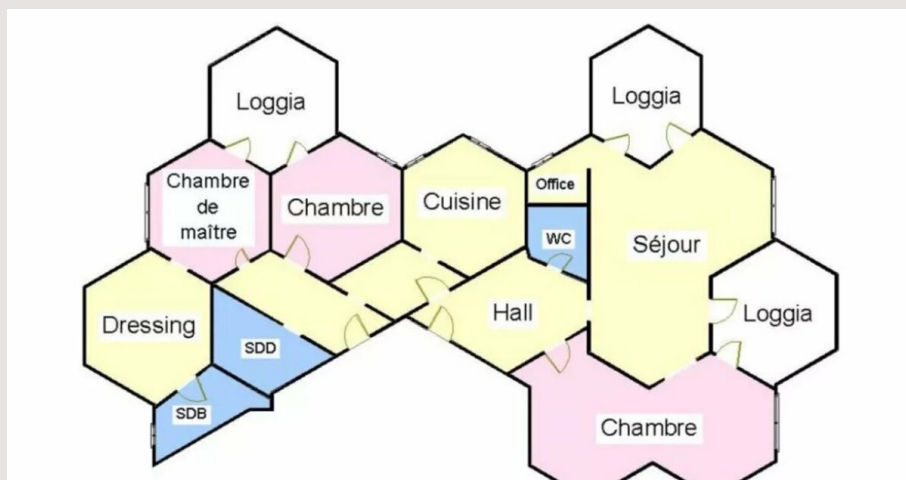 Loggia
Loggia
Chambre
de
maître
Chambre
Cuisine
Office
WC
Séjour
Dressing
SDD
Hall
Loggia
SDB
Chambre